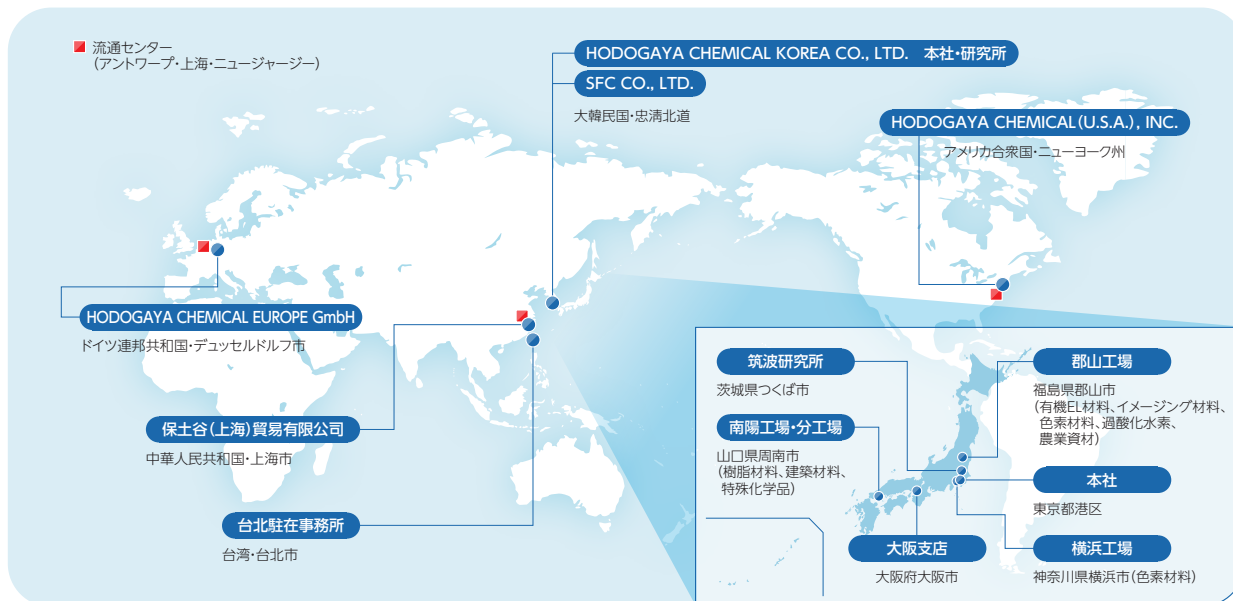 流通センター
(アントワープ・上海・ニュージャージー)
HODOGAYA CHEMICAL KOREA CO., LTD. 本社・研究所
SFC CO., LTD.
大韓民国・忠淸北道
HODOGAYA CHEMICAL(U.S.A.), INC.
アメリカ合衆国・ニューヨーク州
HODOGAYA CHEMICAL EUROPE GmbH
ドイツ連邦共和国・デュッセルドルフ市
保土谷(上海)貿易有限公司
中華人民共和国・上海市
台北駐在事務所
台湾・台北市
筑波研究所
茨城県つくば市
南陽工場・分工場
山口県周南市
(樹脂材料、建築材料、
特殊化学品)
大阪支店
大阪府大阪市
郡山工場
福島県郡山市
(有機EL材料、イメージング材料、
色素材料、過酸化水素、
農業資材)
本社
東京都港区
横浜工場
神奈川県横浜市(色素材料)